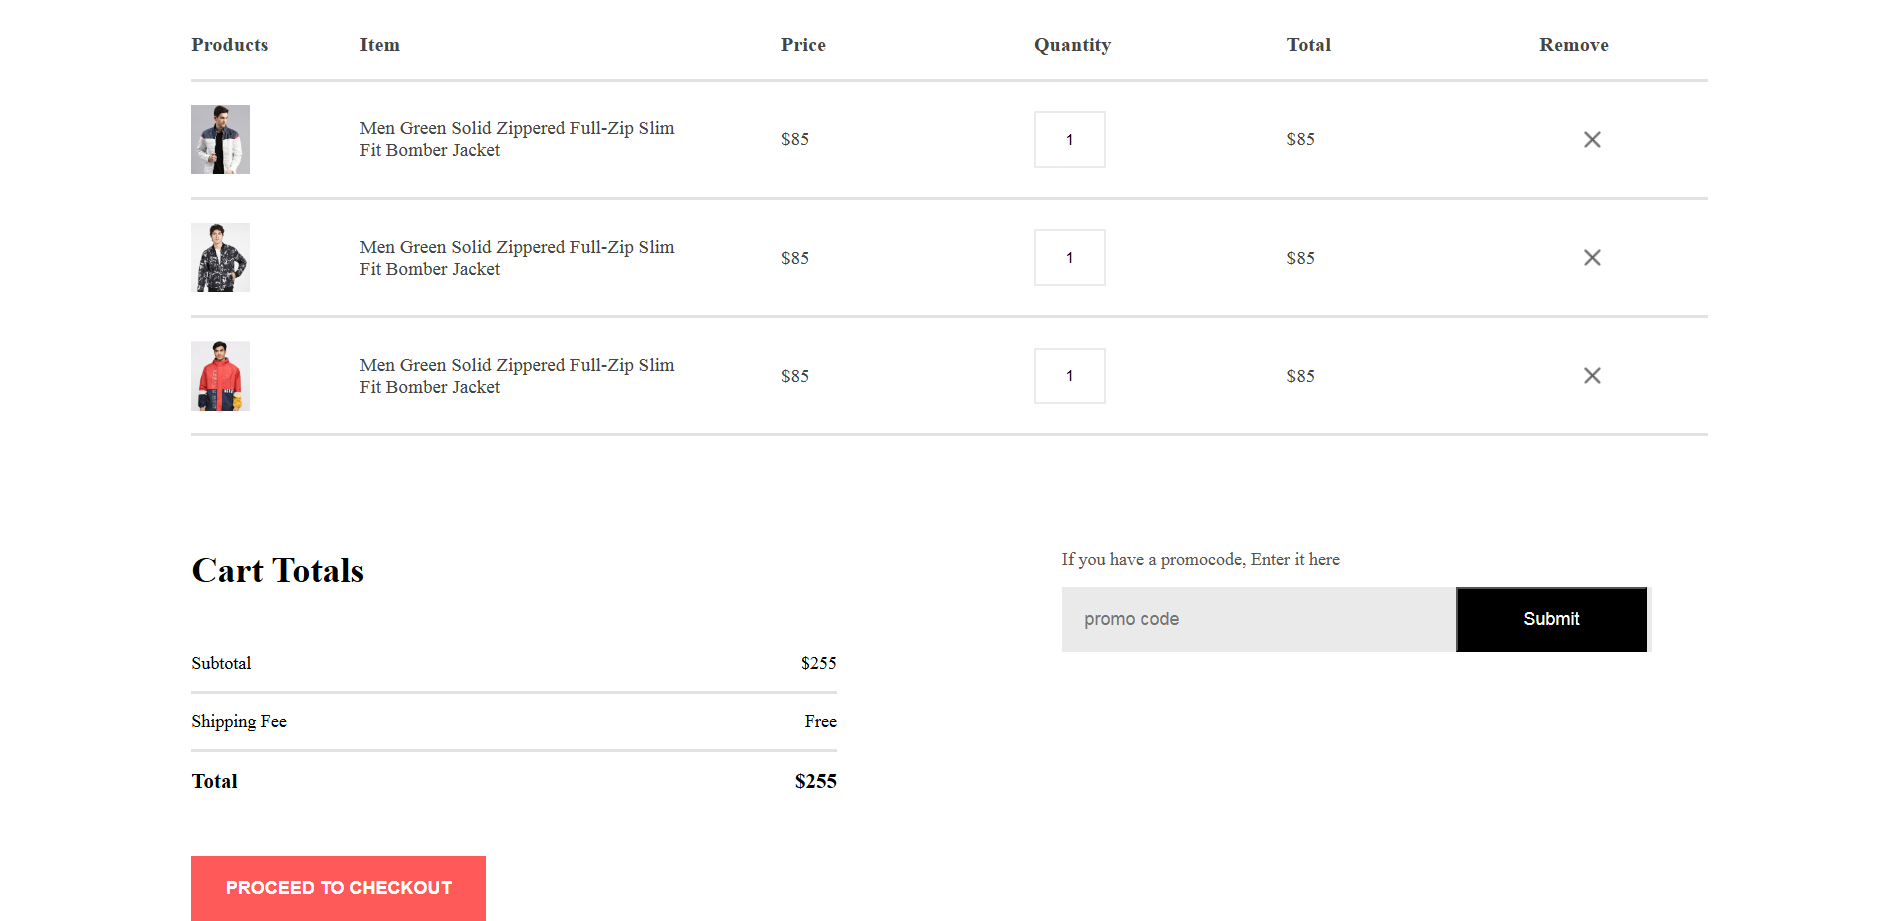 Products Item Price Quantity Total Remove
Men Green Solid Zippered Full-Zip Slim
Fit Bomber Jacket
$85 1 $85
Men Green Solid Zippered Full-Zip Slim
Fit Bomber Jacket
$85 1 $85
Men Green Solid Zippered Full-Zip Slim
Fit Bomber Jacket
$85 1 $85
Cart Totals
Subtotal $255
Shipping Fee Free
Total $255
PROCEED TO CHECKOUT
If you have a promocode, Enter it here
promo code Submit